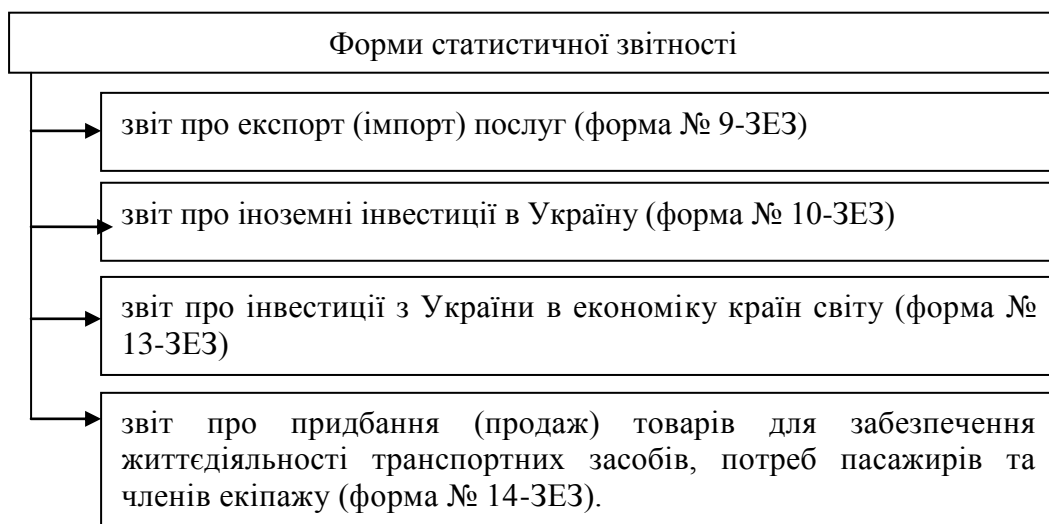 Форми статистичної звітності
звіт про експорт (імпорт) послуг (форма № 9-ЗЕЗ)
звіт про іноземні інвестиції в Україну (форма № 10-ЗЕЗ)
звіт про інвестиції з України в економіку країн світу (форма №
13-ЗЕЗ)
звіт про придбання (продаж) товарів для забезпечення
життєдіяльності транспортних засобів, потреб пасажирів та
членів екіпажу (форма № 14-ЗЕЗ).